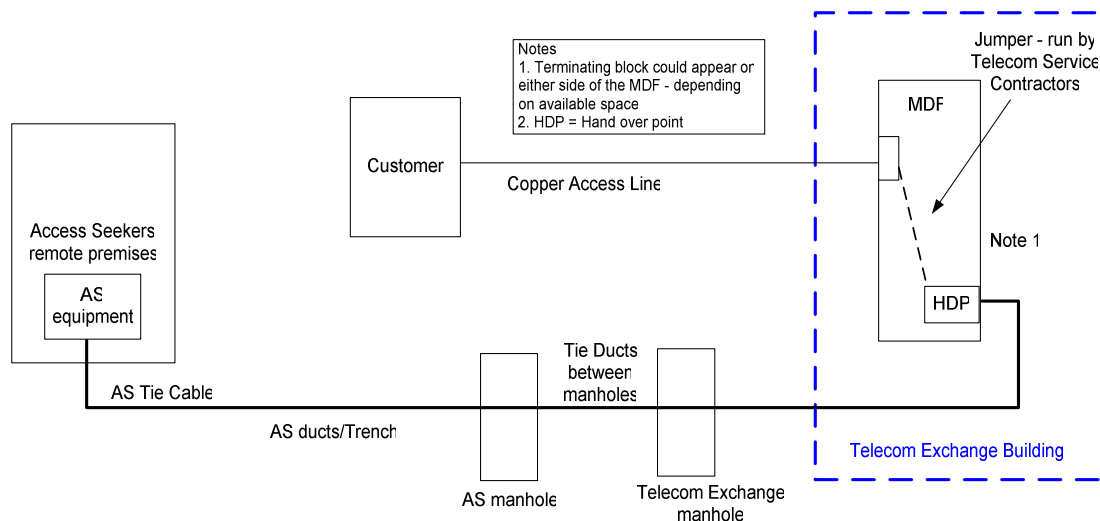 Notes
1. Terminating block could appear on
either side of the MDF - depending
on available space
2. HDP = Hand over point
Jumper - run by
Telecom Service
Contractors
MDF
Customer
Copper Access Line
Access Seekers
remote premises
AS
equipment
Note 1
HDP
Tie Ducts
between
manholes
AS Tie Cable
AS ducts/Trench
Telecom Exchange Building
AS manhole
Telecom Exchange
manhole